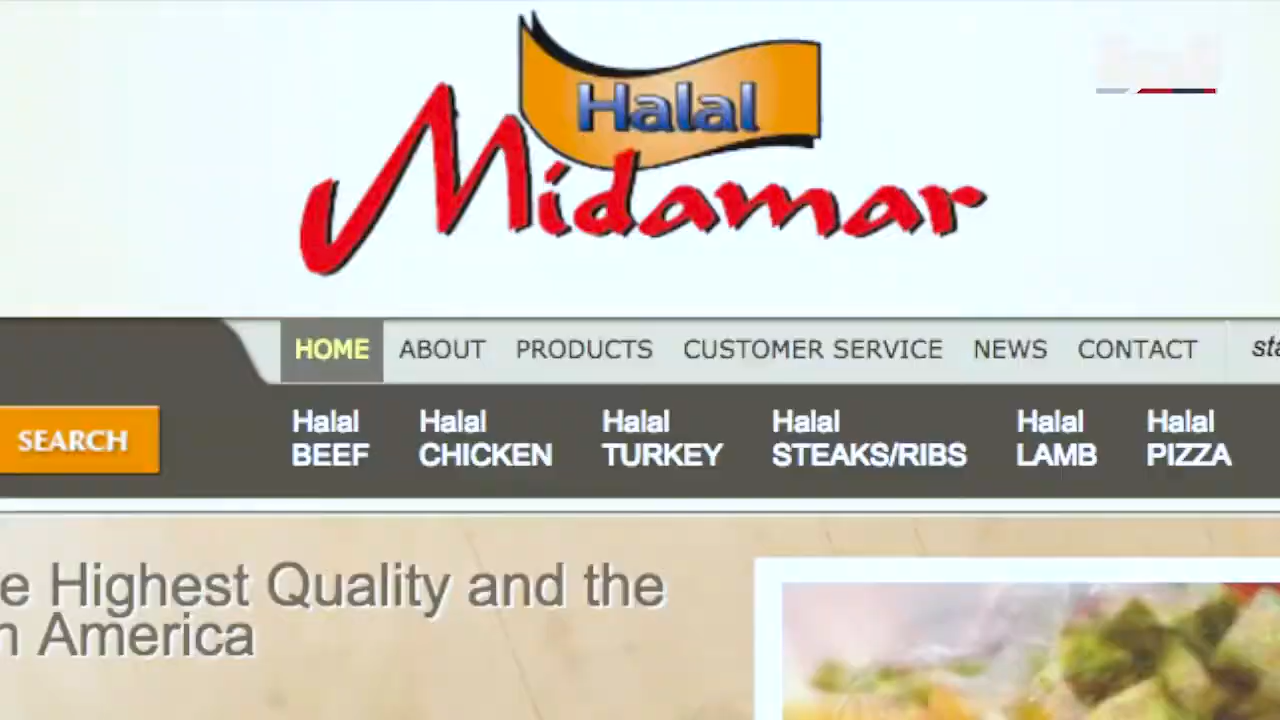 Halal
Midamar
HOME ABOUT PRODUCTS CUSTOMER SERVICE NEWS CONTACT
SEARCH
Halal BEEF
Halal CHICKEN
Halal TURKEY
Halal STEAKS/RIBS
Halal LAMB
Halal PIZZA
Highest Quality and the
America